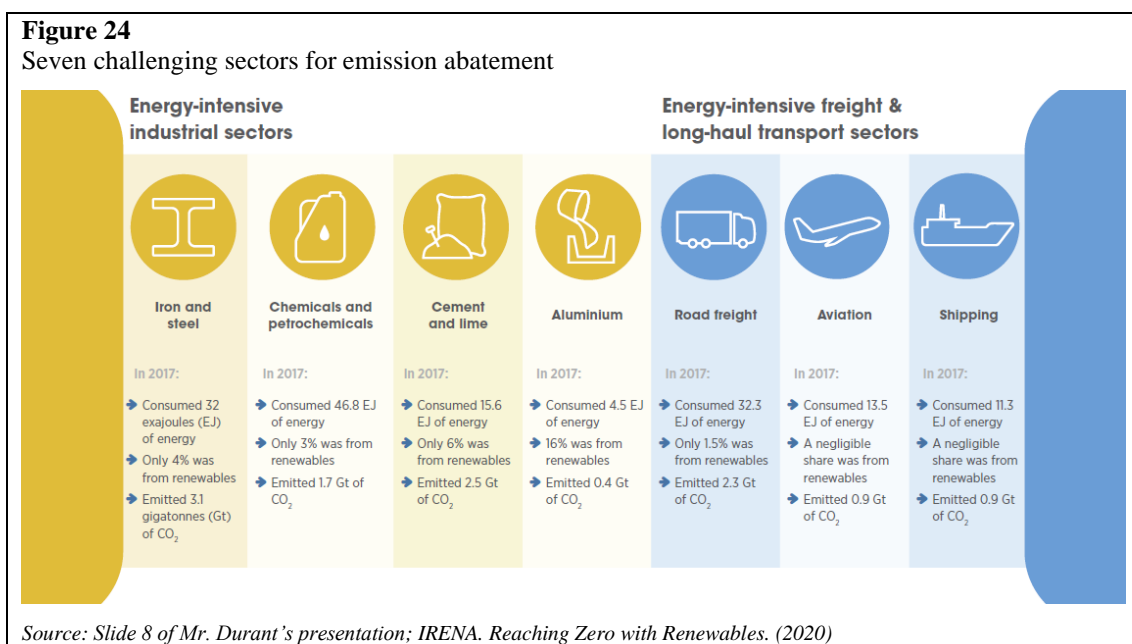 Figure 24
Seven challenging sectors for emission abatement
Energy-intensive
industrial sectors
Energy-intensive freight &
long-haul transport sectors
Iron and
steel
In 2017:
Consumed 32
exajoules (EJ)
of energy
Only 4% was
from renewables
Emitted 3.1
gigatonnes (Gt)
of CO₂
Chemicals and
petrochemicals
In 2017:
Consumed 46.8 EJ
of energy
Only 3% was from
renewables
Emitted 1.7 Gt of
CO₂
Cement
and lime
In 2017:
Consumed 15.6
EJ of energy
Only 6% was
from renewables
Emitted 2.5 Gt
of CO₂
Aluminium
In 2017:
Consumed 4.5 EJ
of energy
16% was from
renewables
Emitted 0.4 Gt
of CO₂
Road freight
In 2017:
Consumed 32.3
EJ of energy
Only 1.5% was
from renewables
Emitted 2.3 Gt
of CO₂
Aviation
In 2017:
Consumed 13.5
EJ of energy
A negligible
share was from
renewables
Emitted 0.9 Gt
of CO₂
Shipping
In 2017:
Consumed 11.3
EJ of energy
A negligible
share was from
renewables
Emitted 0.9 Gt
of CO₂
Source: Slide 8 of Mr. Durant's presentation; IRENA. Reaching Zero with Renewables. (2020)